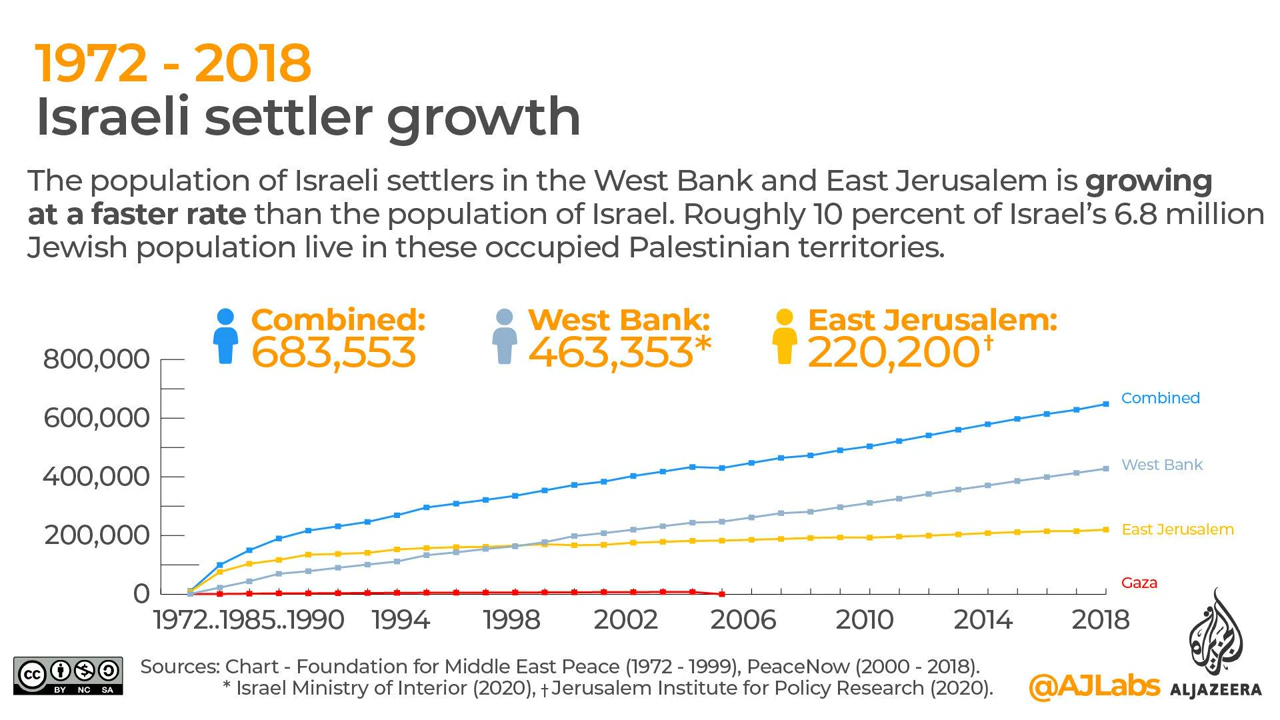 1972 - 2018
Israeli settler growth
The population of Israeli settlers in the West Bank and East Jerusalem is growing
at a faster rate than the population of Israel. Roughly 10 percent of Israel’s 6.8 million
Jewish population live in these occupied Palestinian territories.
Combined: West Bank: East Jerusalem:
683,553 463,353* 220,200†
800,000
600,000
400,000
200,000
0
Combined
West Bank
East Jerusalem
Gaza
1972..1985..1990 1994 1998 2002 2006 2010 2014 2018
Sources: Chart - Foundation for Middle East Peace (1972 - 1999), PeaceNow (2000 - 2018).
* Israel Ministry of Interior (2020), † Jerusalem Institute for Policy Research (2020).
cc BY NC SA
@AJLabs ALJAZEERA